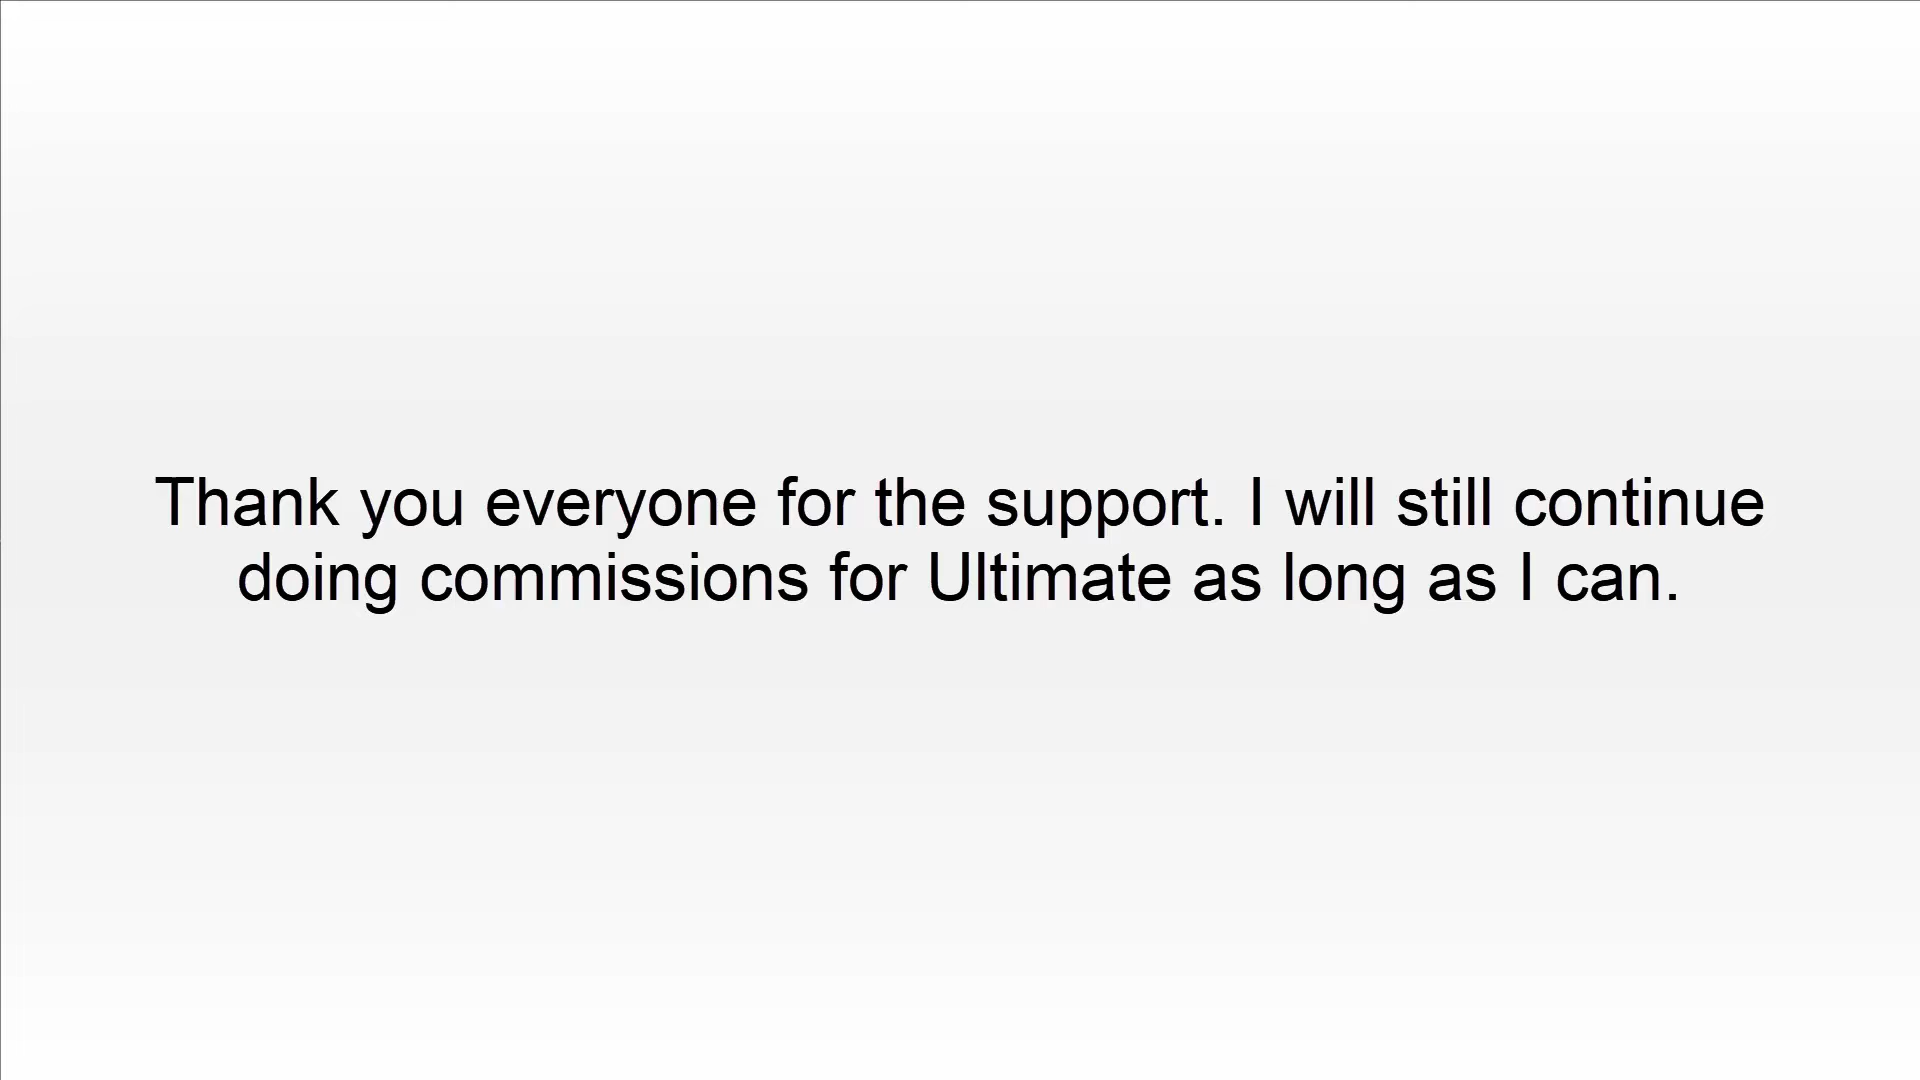 Thank you everyone for the support. I will still continue
doing commissions for Ultimate as long as I can.